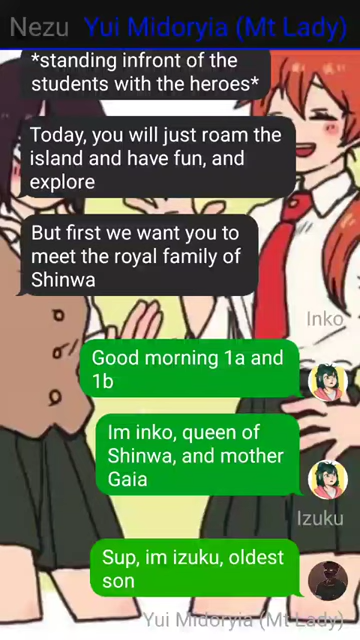 Nezu Yui Midoryia (Mt Lady)
*standing infront of the
students with the heroes*
Today, you will just roam the
island and have fun, and
explore
But first we want you to
meet the royal family of
Shinwa
Inko
Good morning 1a and
1b
Im inko, queen of
Shinwa, and mother
Gaia
Izuku
Sup, im izuku, oldest
son
Yui Midoryia (Mt Lady)